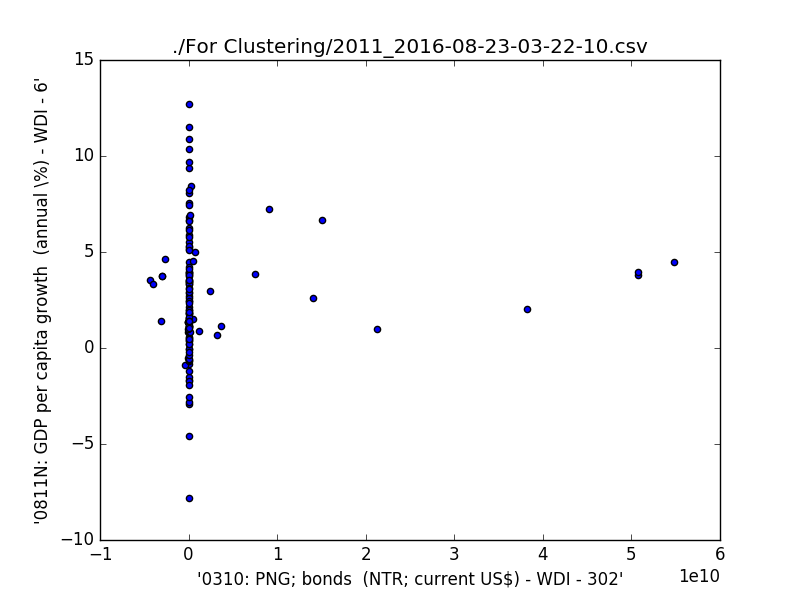 ./For Clustering/2011_2016-08-23-03-22-10.csv
15
10
5
0
−5
−10
'0811N: GDP per capita growth  (annual \%) - WDI - 6'
−1 0 1 2 3 4 5 6
1e10
'0310: PNG; bonds  (NTR; current US$) - WDI - 302'